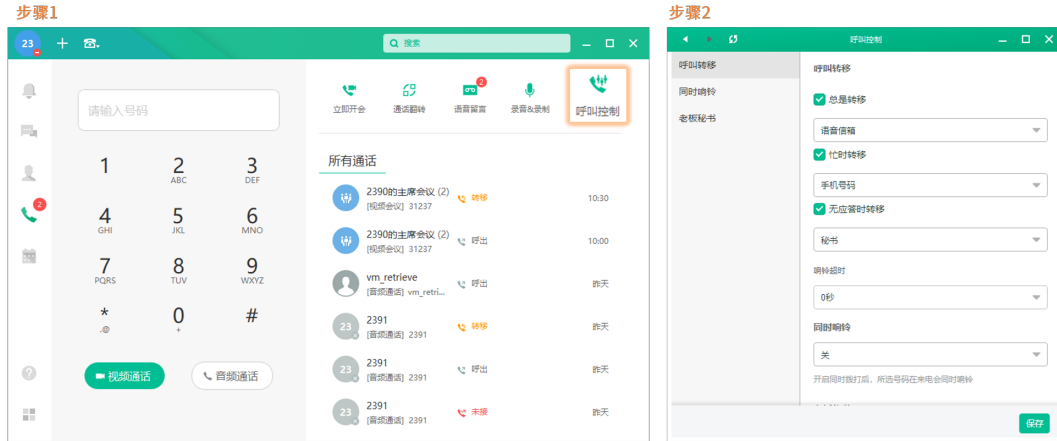 步骤1
23
搜索
请输入号码
1
2
ABC
3
DEF
4
GHI
5
JKL
6
MNO
7
PQRS
8
TUV
9
WXYZ
*
.@
0
+
#
视频通话
音频通话
2
立即开会
通话翻转
2
语音留言
录音&录制
呼叫控制
所有通话
2390的主席会议 (2)
[视频会议] 31237
转移
10:30
2390的主席会议 (2)
[视频会议] 31237
呼出
10:00
vm_retrieve
[音频通话] vm_retri...
呼出
昨天
23
2391
[音频通话] 2391
转移
昨天
23
2391
[音频通话] 2391
呼出
昨天
23
2391
[音频通话] 2391
未接
昨天
步骤2
呼叫控制
呼叫转移
同时响铃
老板秘书
呼叫转移
总是转移
语音信箱
忙时转移
手机号码
无应答时转移
秘书
响铃超时
0秒
同时响铃
关
开启同时拨打后，所选号码在来电会同时响铃
保存